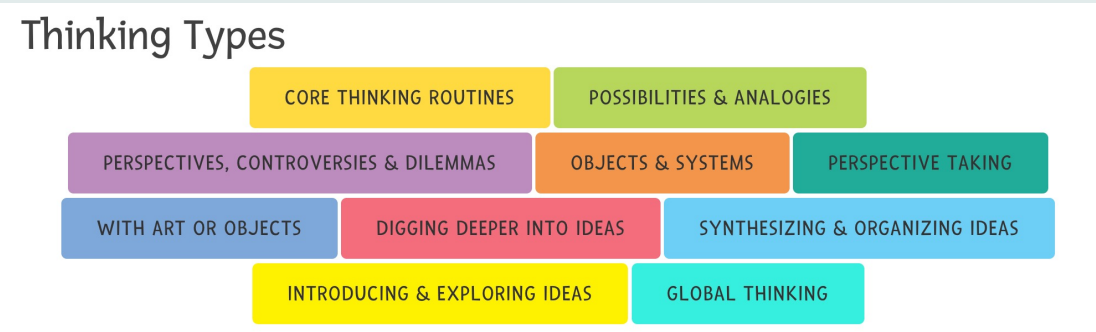 Thinking Types
CORE THINKING ROUTINES
POSSIBILITIES & ANALOGIES
PERSPECTIVES, CONTROVERSIES & DILEMMAS
OBJECTS & SYSTEMS
PERSPECTIVE TAKING
WITH ART OR OBJECTS
DIGGING DEEPER INTO IDEAS
SYNTHESIZING & ORGANIZING IDEAS
INTRODUCING & EXPLORING IDEAS
GLOBAL THINKING